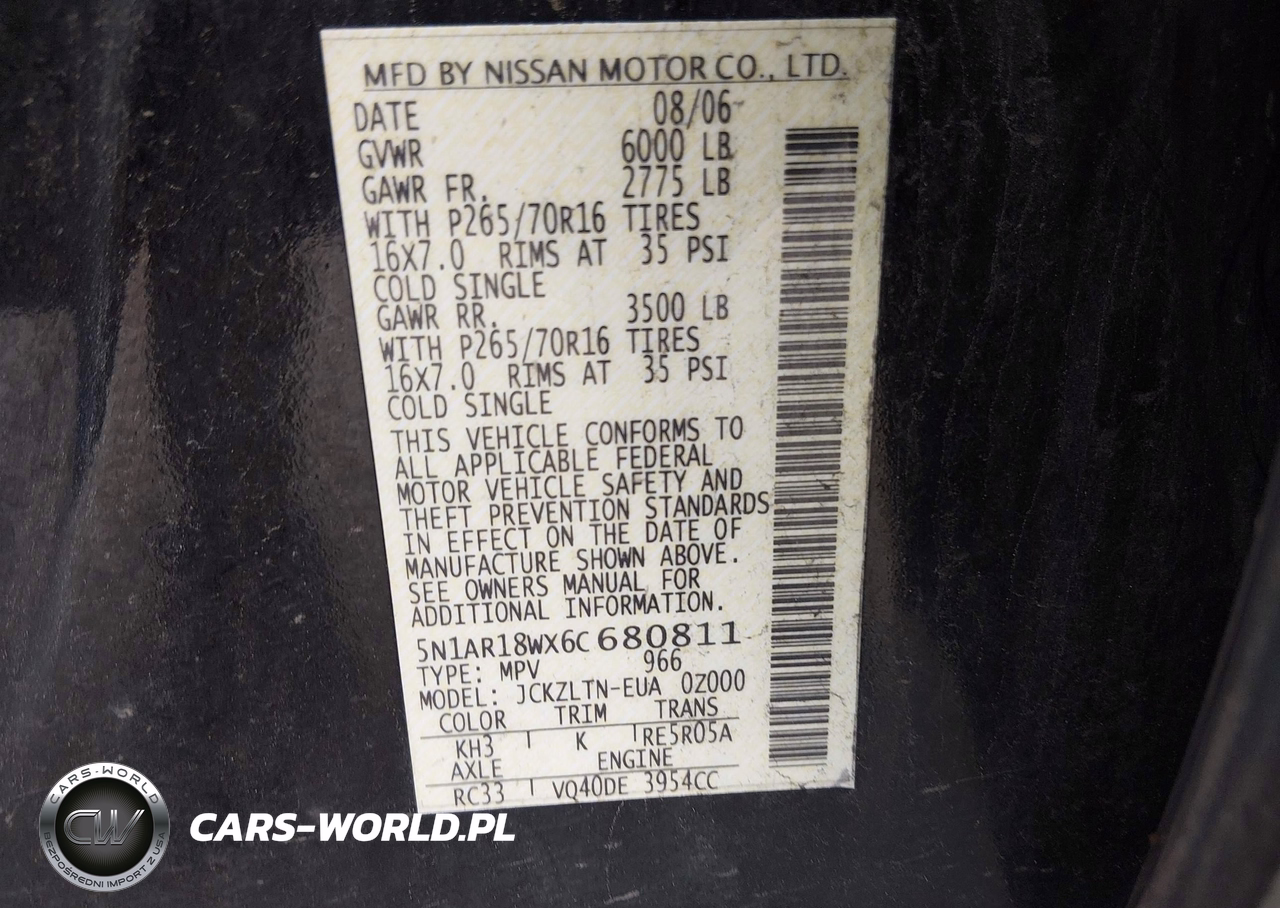 MFD BY NISSAN MOTOR CO., LTD.
DATE 08/06
GVWR 6000 LB
GAWR FR. 2775 LB
WITH P265/70R16 TIRES
16X7.0 RIMS AT 35 PSI
COLD SINGLE
GAWR RR. 3500 LB
WITH P265/70R16 TIRES
16X7.0 RIMS AT 35 PSI
COLD SINGLE
THIS VEHICLE CONFORMS TO
ALL APPLICABLE FEDERAL
MOTOR VEHICLE SAFETY AND
THEFT PREVENTION STANDARDS
IN EFFECT ON THE DATE OF
MANUFACTURE SHOWN ABOVE.
SEE OWNERS MANUAL FOR
ADDITIONAL INFORMATION.
5N1AR18WX6C 680811
TYPE: MPV 966
MODEL: JCKZLTN-EUA 0Z000
COLOR TRIM TRANS
KH3 K RE5R05A
AXLE ENGINE
RC33 VQ40DE 3954CC
CARS-WORLD
CW
BEZPOŚREDNI IMPORT Z USA
CARS-WORLD.PL